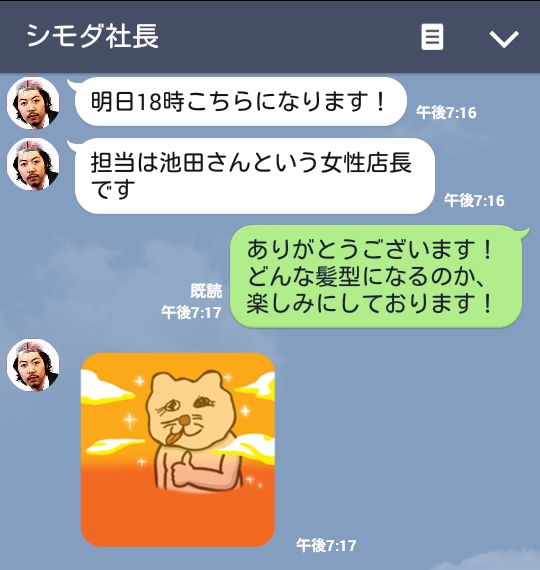 シモダ社長
明日18時こちらになります！
午後7:16
担当は池田さんという女性店長
です
午後7:16
ありがとうございます！
どんな髪型になるのか、
楽しみにしております！
既読
午後7:17
午後7:17